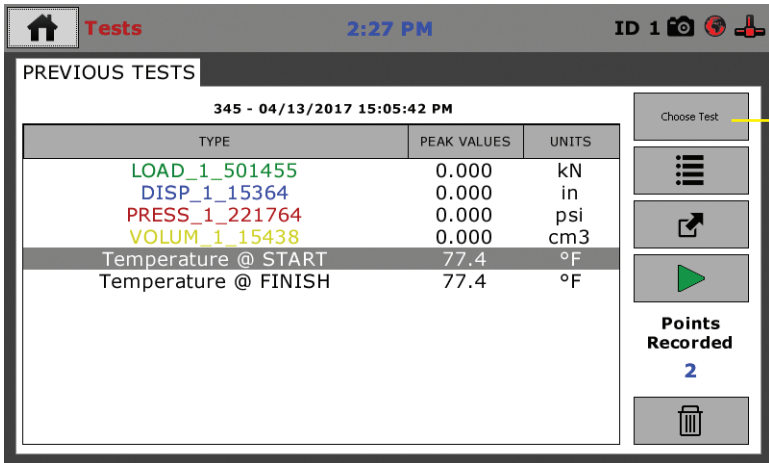 Tests 2:27 PM ID 1
PREVIOUS TESTS
345 - 04/13/2017 15:05:42 PM
Choose Test
TYPE PEAK VALUES UNITS
LOAD_1_501455 0.000 kN
DISP_1_15364 0.000 in
PRESS_1_221764 0.000 psi
VOLUM_1_15438 0.000 cm3
Temperature @ START 77.4 °F
Temperature @ FINISH 77.4 °F
Points
Recorded
2